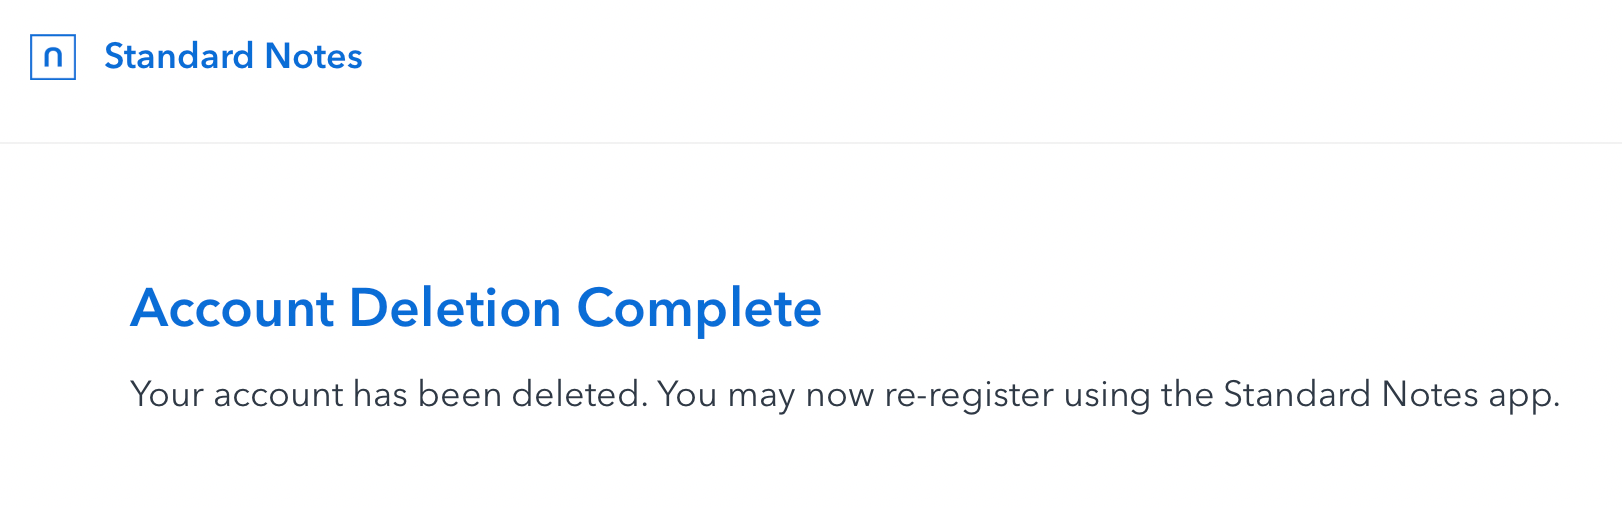 Standard Notes
Account Deletion Complete
Your account has been deleted. You may now re-register using the Standard Notes app.